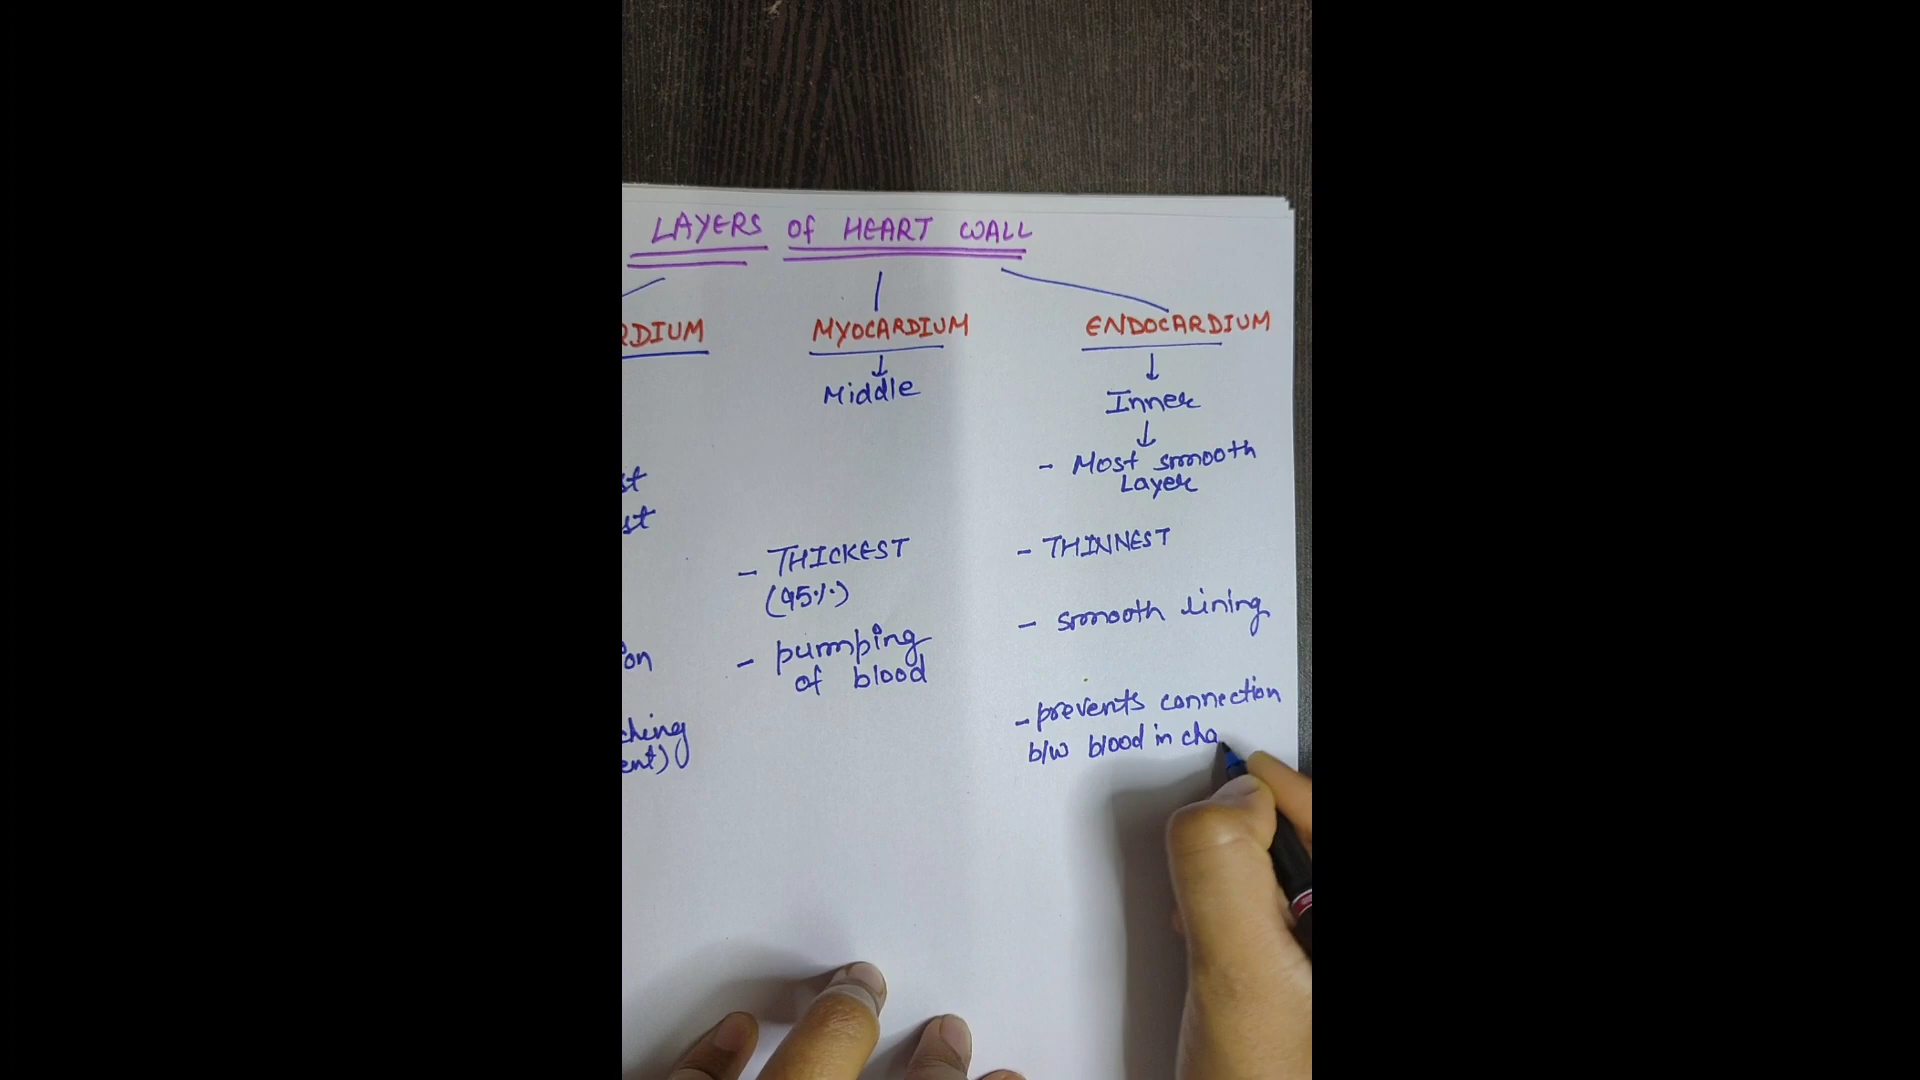 LAYERS of HEART WALL
RDIUM MYOCARDIUM ENDOCARDIUM
Middle Inner
- Most smooth
Layer
st
st
- THICKEST - THINNEST
(95%)
- smooth lining
on - pumping
of blood
- prevents connection
ching b/w blood in cha
ent)